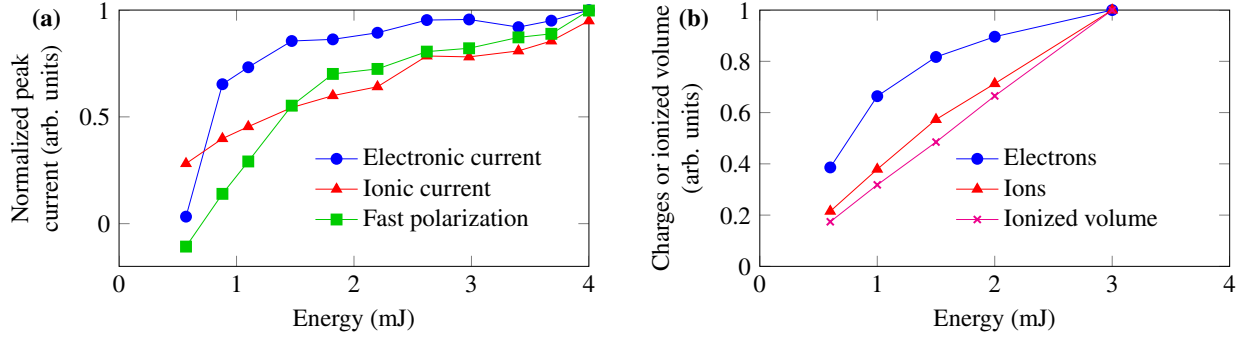 (a)
Normalized peak
current (arb. units)
1
0.5
0
Electronic current
Ionic current
Fast polarization
0 1 2 3 4
Energy (mJ)
(b)
Charges or ionized volume
(arb. units)
1
0.8
0.6
0.4
0.2
0
Electrons
Ions
Ionized volume
0 1 2 3 4
Energy (mJ)